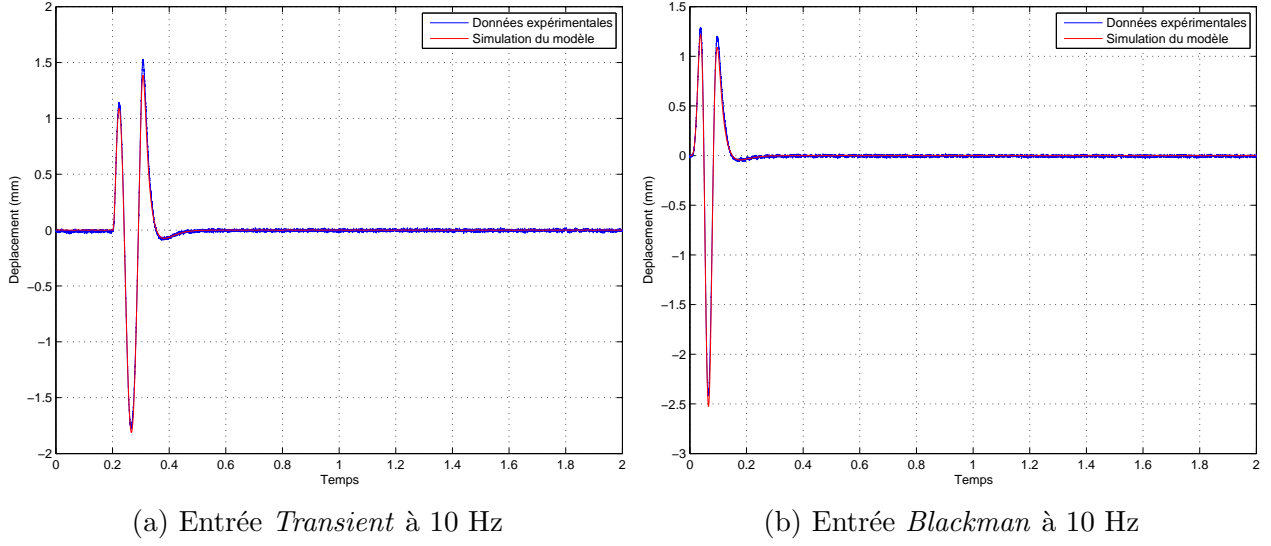 2
1.5
1
0.5
0
−0.5
−1
−1.5
−2
Deplacement (mm)
0 0.2 0.4 0.6 0.8 1 1.2 1.4 1.6 1.8 2
Temps
Données expérimentales
Simulation du modèle
(a) Entrée Transient à 10 Hz
1.5
1
0.5
0
−0.5
−1
−1.5
−2
−2.5
−3
Deplacement (mm)
0 0.2 0.4 0.6 0.8 1 1.2 1.4 1.6 1.8 2
Temps
Données expérimentales
Simulation du modèle
(b) Entrée Blackman à 10 Hz